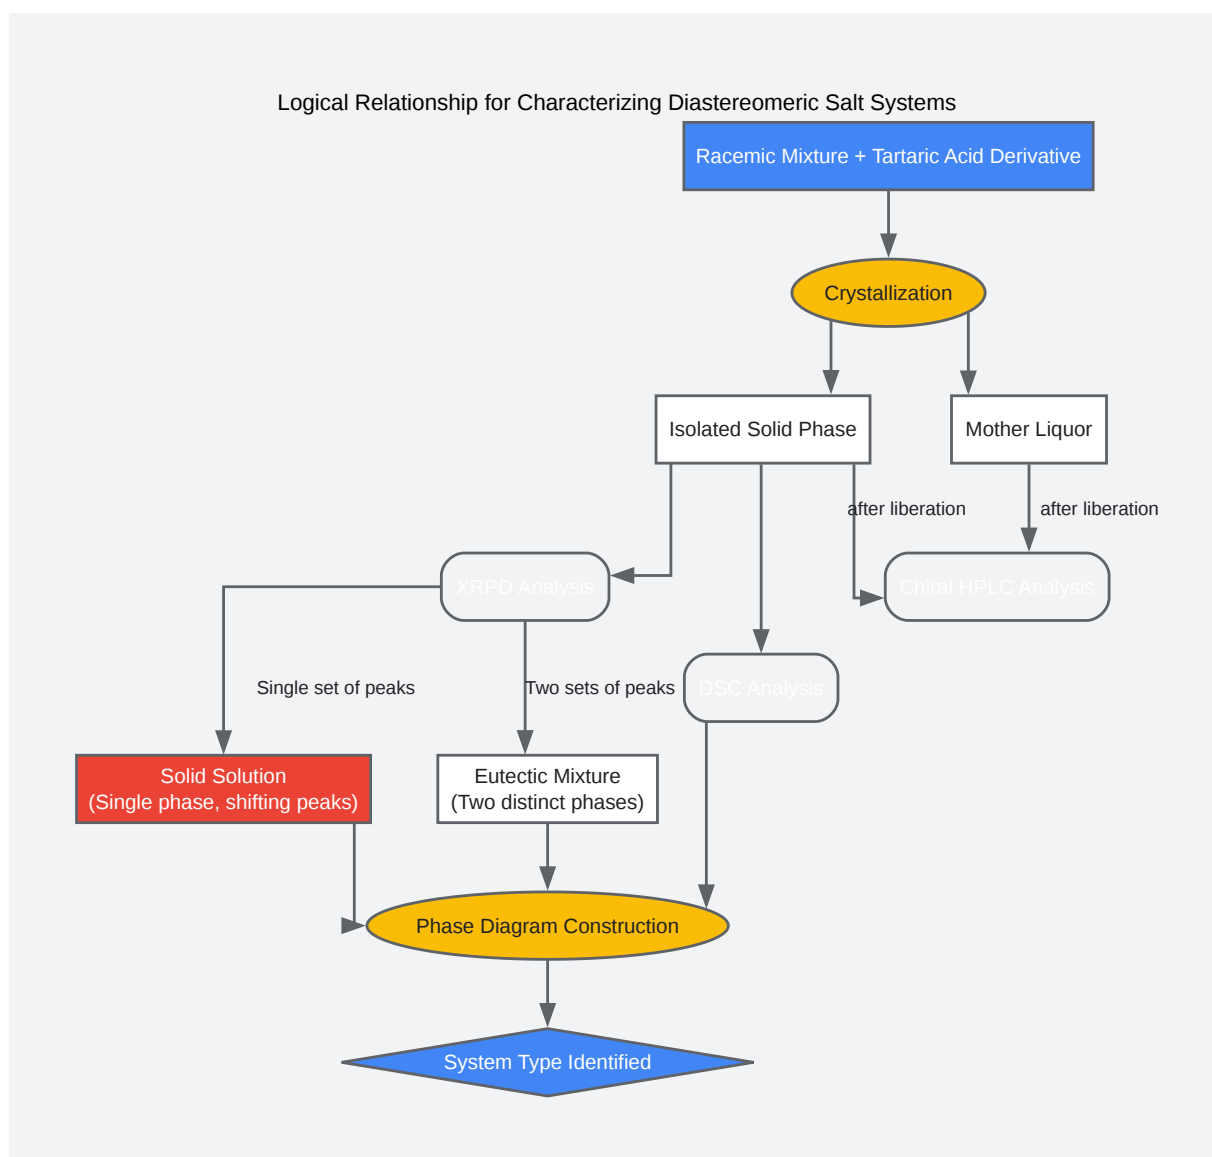 Logical Relationship for Characterizing Diastereomeric Salt Systems
Racemic Mixture + Tartaric Acid Derivative
Crystallization
Isolated Solid Phase
Mother Liquor
after liberation
after liberation
XRPD Analysis
Chiral HPLC Analysis
Single set of peaks
Two sets of peaks
DSC Analysis
Solid Solution
(Single phase, shifting peaks)
Eutectic Mixture
(Two distinct phases)
Phase Diagram Construction
System Type Identified